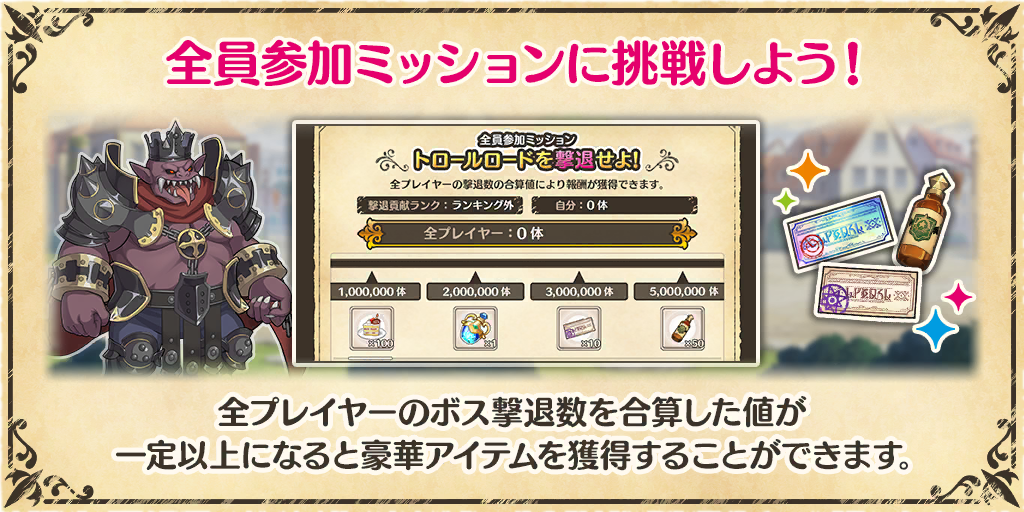 全員参加ミッションに挑戦しよう！
全員参加ミッション
トロールロードを撃退せよ!
全プレイヤーの撃退数の合算値により報酬が獲得できます。
撃退貢献ランク：ランキング外
自分：0 体
全プレイヤー：0 体
1,000,000 体
2,000,000 体
3,000,000 体
5,000,000 体
×100
×1
×10
×50
全プレイヤーのボス撃退数を合算した値が
一定以上になると豪華アイテムを獲得することができます。